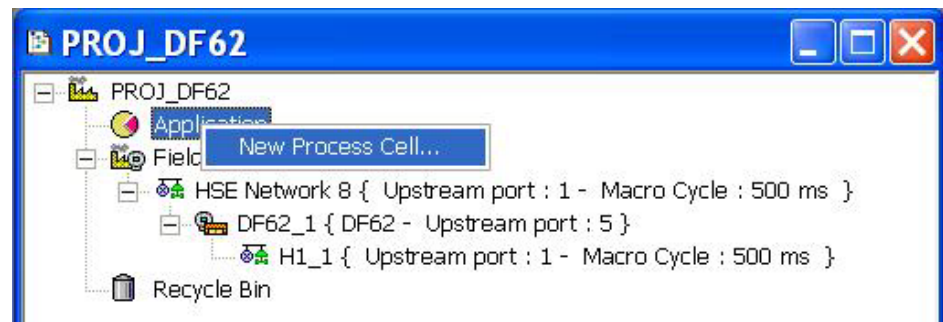 PROJ_DF62
PROJ_DF62
Application
New Process Cell...
Field
HSE Network 8 { Upstream port : 1 - Macro Cycle : 500 ms }
DF62_1 { DF62 - Upstream port : 5 }
H1_1 { Upstream port : 1 - Macro Cycle : 500 ms }
Recycle Bin